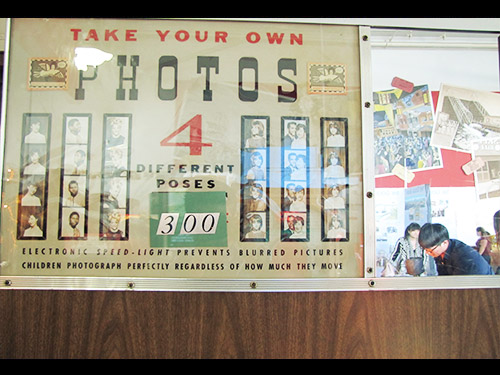 TAKE YOUR OWN
PHOTOS
4
DIFFERENT
POSES
300
ELECTRONIC SPEED-LIGHT PREVENTS BLURRED PICTURES
CHILDREN PHOTOGRAPH PERFECTLY REGARDLESS OF HOW MUCH THEY MOVE